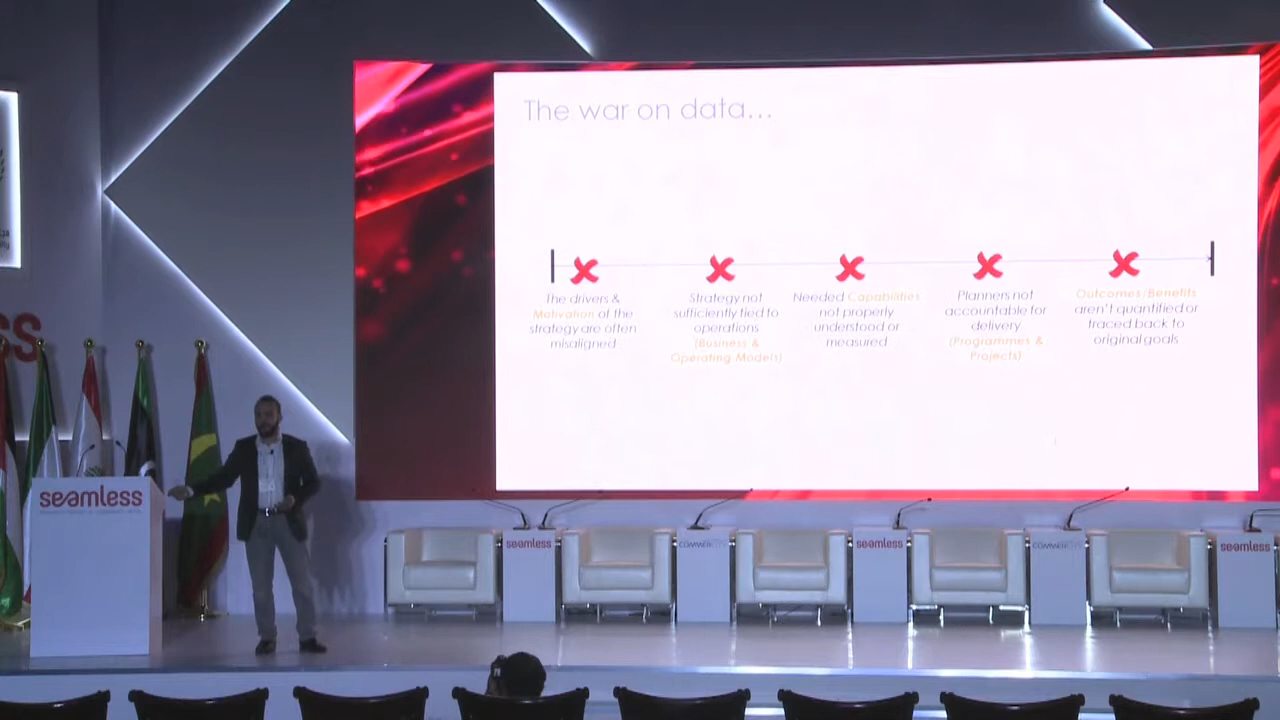 The war on data...
The drivers &
Motivation of the
strategy are often
misaligned
Strategy not
sufficiently tied to
operations
(Business &
Operating Models)
Needed Capabilities
not properly
understood or
measured
Planners not
accountable for
delivery
(Programmes &
Projects)
Outcomes/Benefits
aren't quantified or
traced back to
original goals
seamless
seamless
seamless
seamless